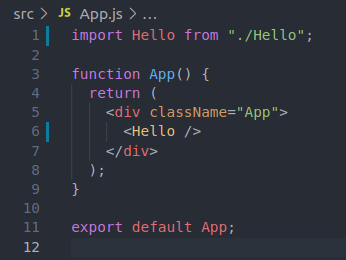 src > JS App.js > ...
1 import Hello from "./Hello";
2
3 function App() {
4   return (
5     <div className="App">
6       <Hello />
7     </div>
8   );
9 }
10
11 export default App;
12